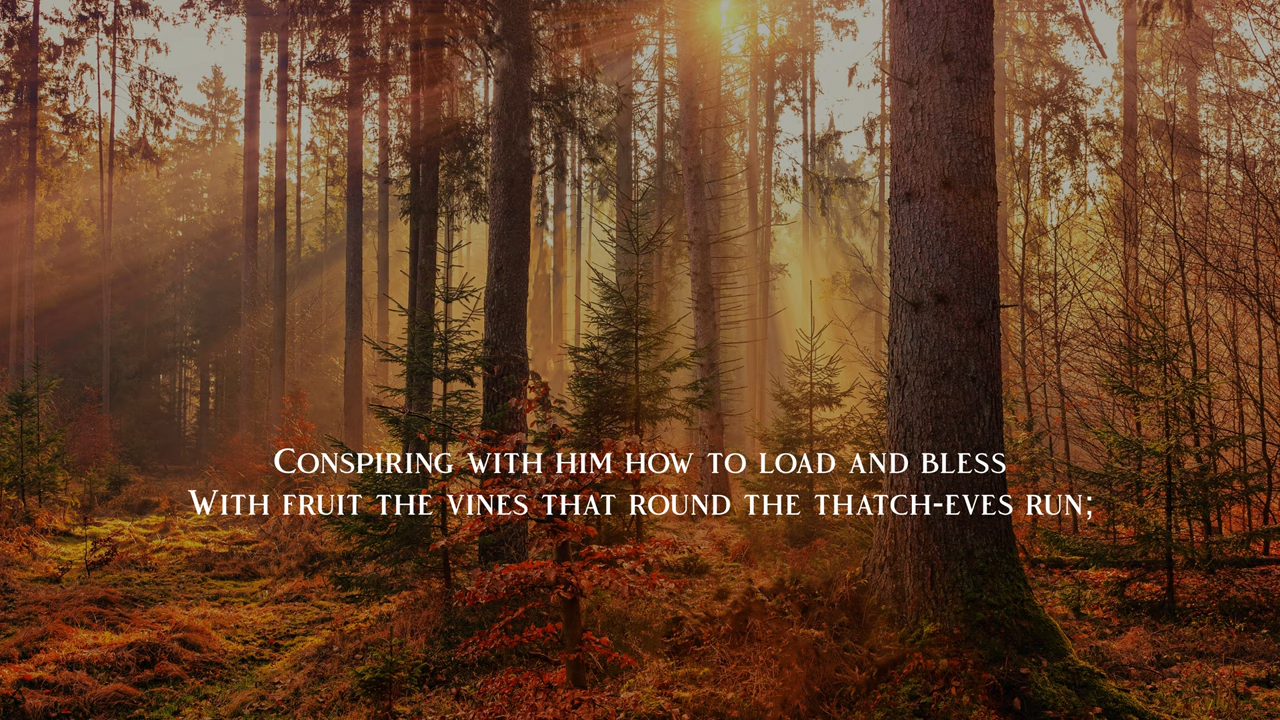 Conspiring with him how to load and bless
With fruit the vines that round the thatch-eves run;